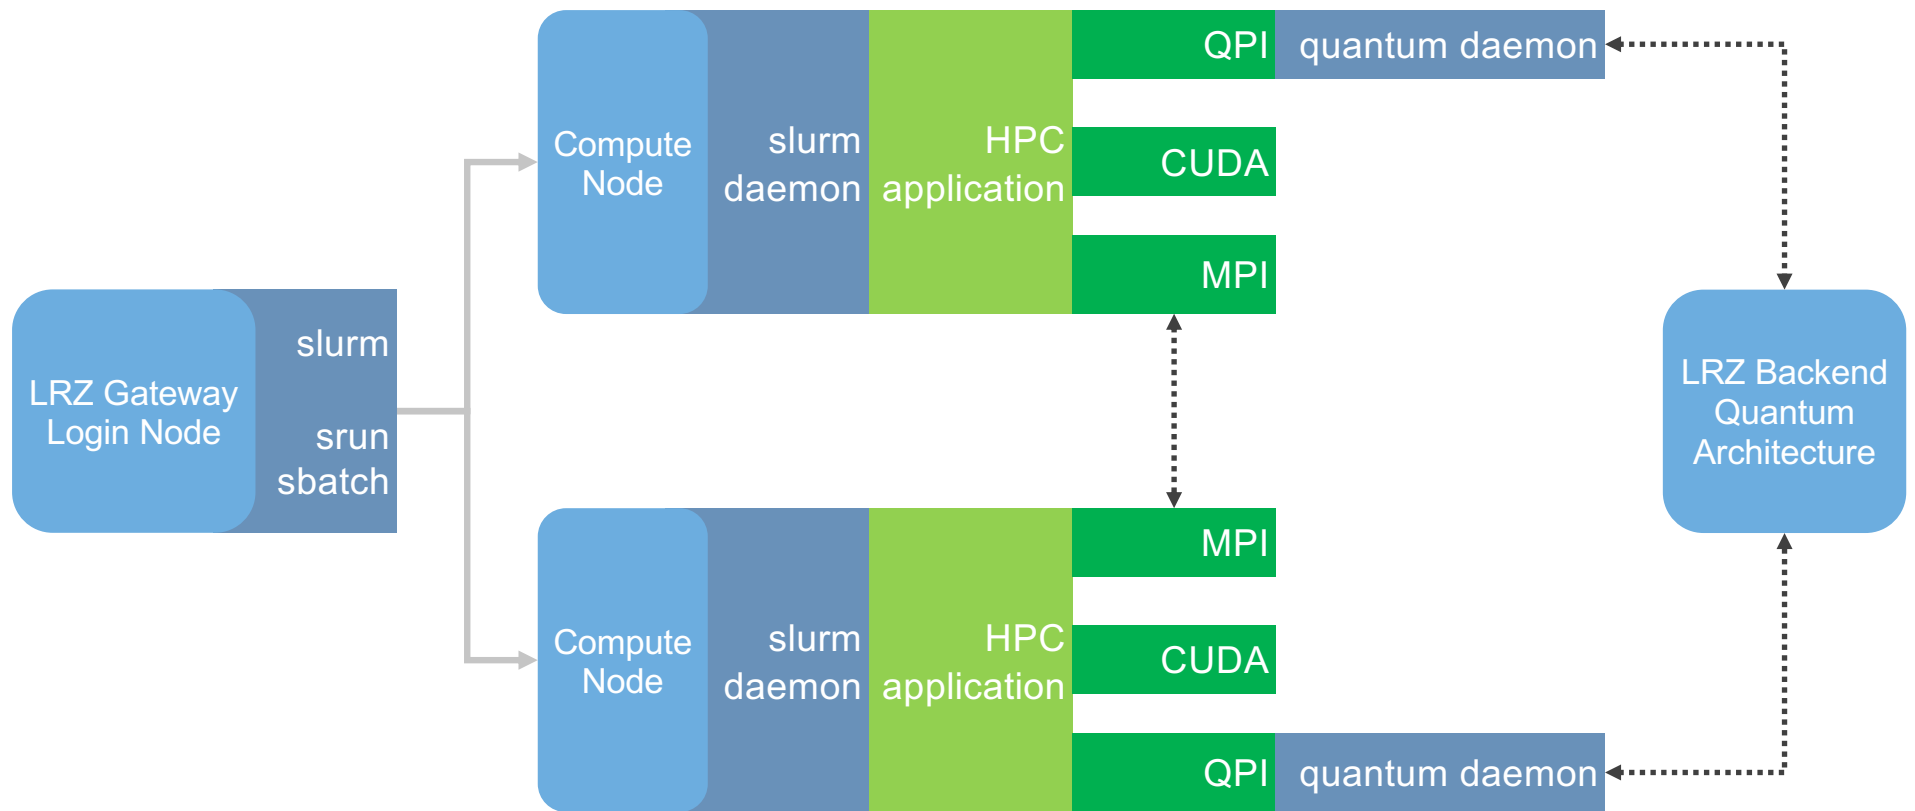 LRZ Gateway
Login Node
slurm
srun
sbatch
Compute
Node
slurm
daemon
HPC
application
QPI
quantum daemon
CUDA
MPI
Compute
Node
slurm
daemon
HPC
application
MPI
CUDA
QPI
quantum daemon
LRZ Backend
Quantum
Architecture